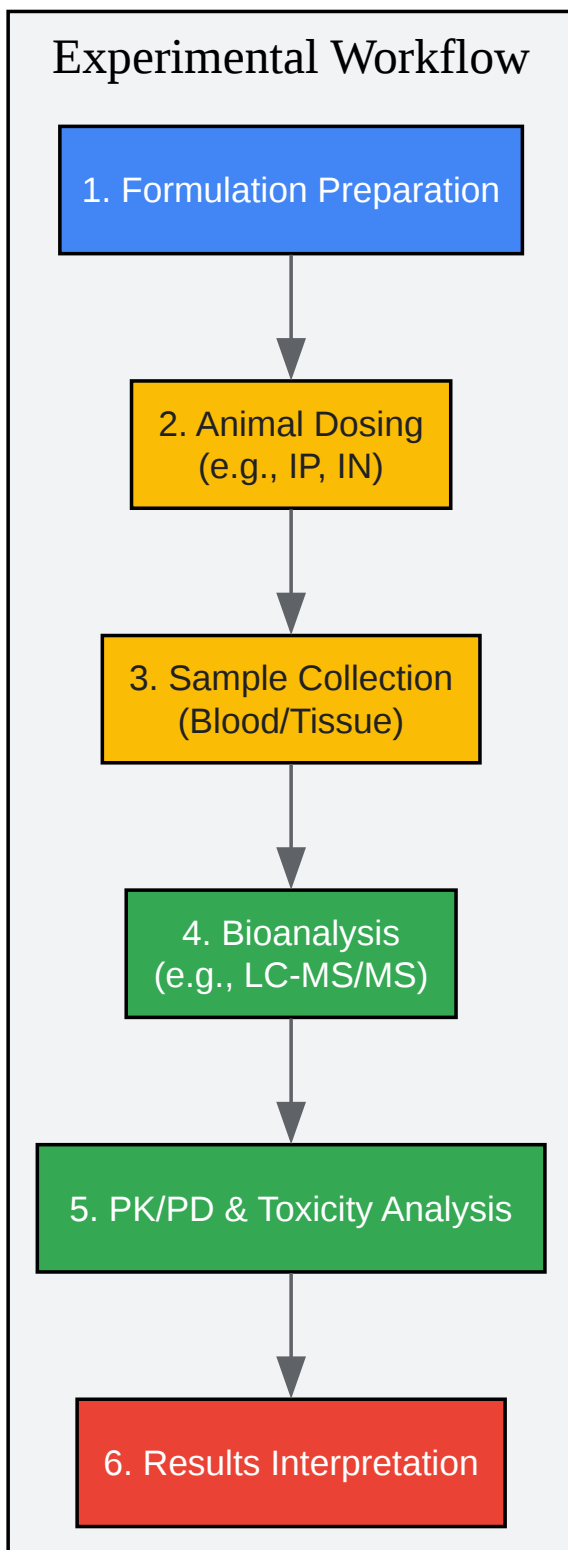 Experimental Workflow
1. Formulation Preparation
2. Animal Dosing
(e.g., IP, IN)
3. Sample Collection
(Blood/Tissue)
4. Bioanalysis
(e.g., LC-MS/MS)
5. PK/PD & Toxicity Analysis
6. Results Interpretation